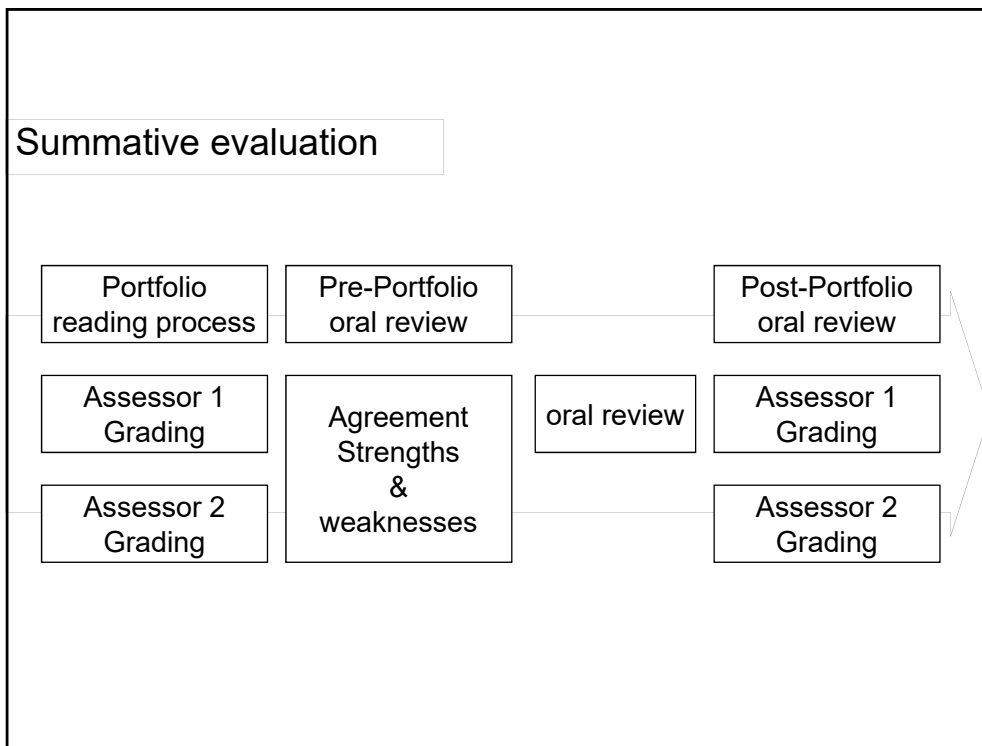 Summative evaluation
Portfolio
reading process
Pre-Portfolio
oral review
Post-Portfolio
oral review
Assessor 1
Grading
Agreement
Strengths
&
weaknesses
oral review
Assessor 1
Grading
Assessor 2
Grading
Assessor 2
Grading